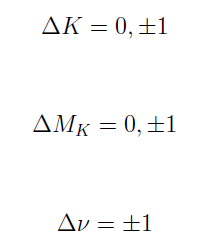 ΔK = 0, ±1
ΔM_K = 0, ±1
Δν = ±1